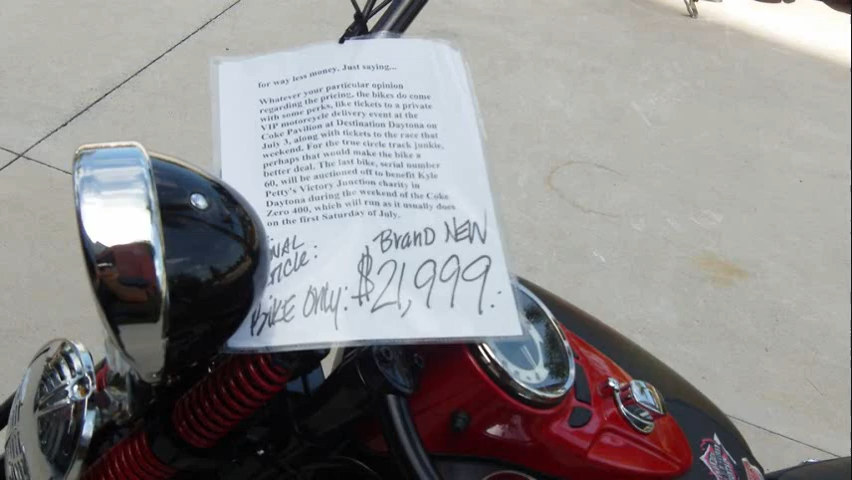 for way less money, Just saying...
Whatever your particular opinion
regarding the pricing, the bikes do come
with some perks, like tickets to a private
VIP motorcycle delivery event at the
Coke Pavilion at Destination Daytona on
July 3, along with tickets to the race that
weekend. For the true circle track junkie,
perhaps that would make the bike a
better deal. The last bike, serial number
60, will be auctioned off to benefit Kyle
Petty's Victory Junction charity in
Daytona during the weekend of the Coke
Zero 400, which will run as it usually does
on the first Saturday of July.
Brand NEW
BIKE ONLY: $21,999.